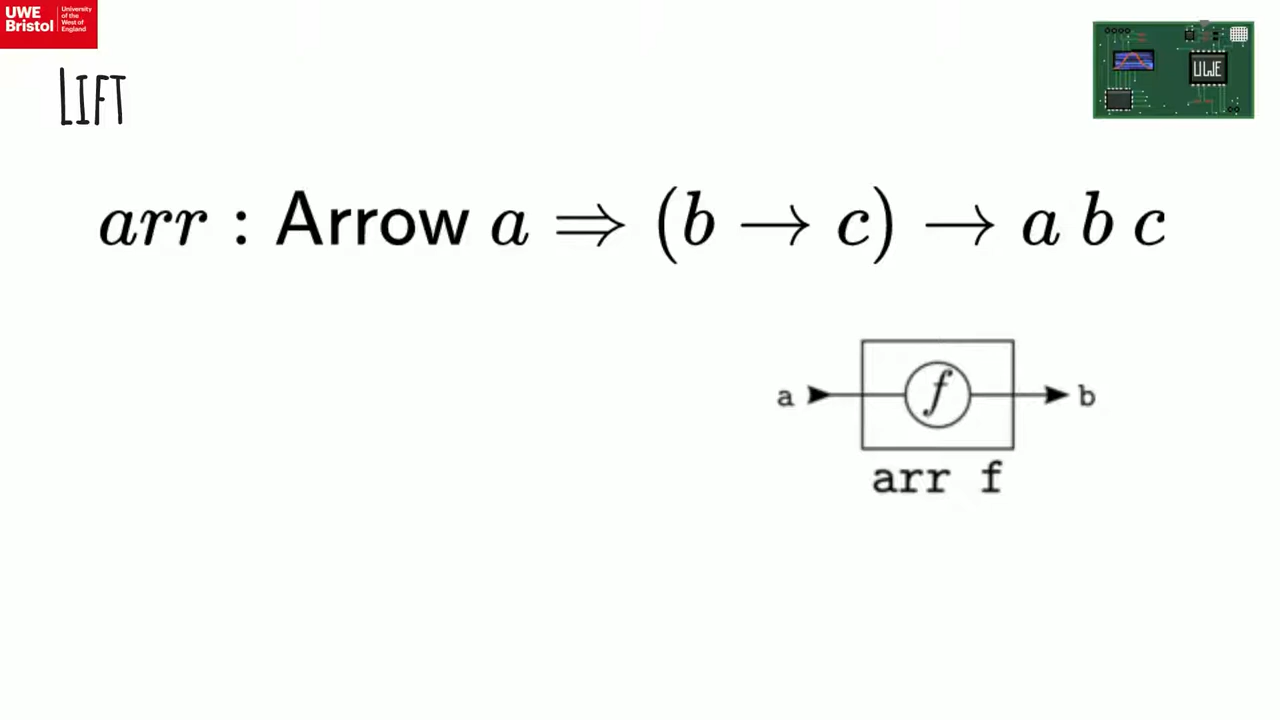 UWE Bristol
University of the West of England
UWE
LIFT
arr : Arrow a ⇒ (b → c) → a b c
a f b
arr f